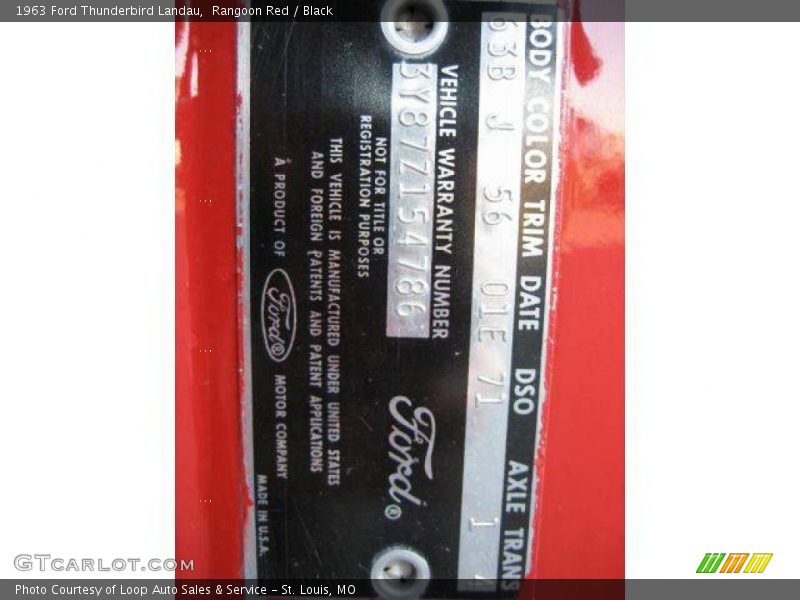 1963 Ford Thunderbird Landau, Rangoon Red / Black
BODY COLOR TRIM DATE DSO AXLE TRANS
63B J 56 01E 71 1 4
VEHICLE WARRANTY NUMBER
3Y87Z154786
NOT FOR TITLE OR
REGISTRATION PURPOSES
Ford®
THIS VEHICLE IS MANUFACTURED UNDER UNITED STATES
AND FOREIGN PATENTS AND PATENT APPLICATIONS
A PRODUCT OF Ford® MOTOR COMPANY
MADE IN U.S.A.
GTCarLot.com
Photo Courtesy of Loop Auto Sales & Service - St. Louis, MO